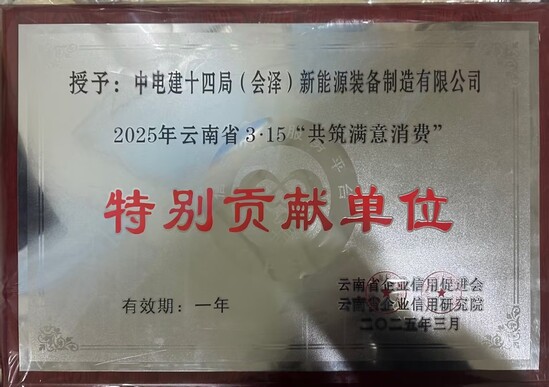 授予：中电建十四局（会泽）新能源装备制造有限公司
2025年云南省3·15“共筑满意消费”
特别贡献单位
云南省企业信用促进会
有效期：一年
云南省企业信用研究院
二〇二五年三月